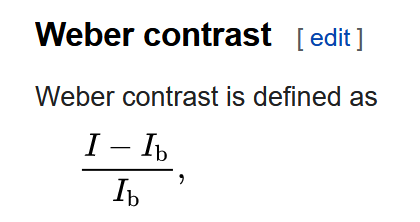 Weber contrast [ edit ]
Weber contrast is defined as
I − I_b
I_b ,